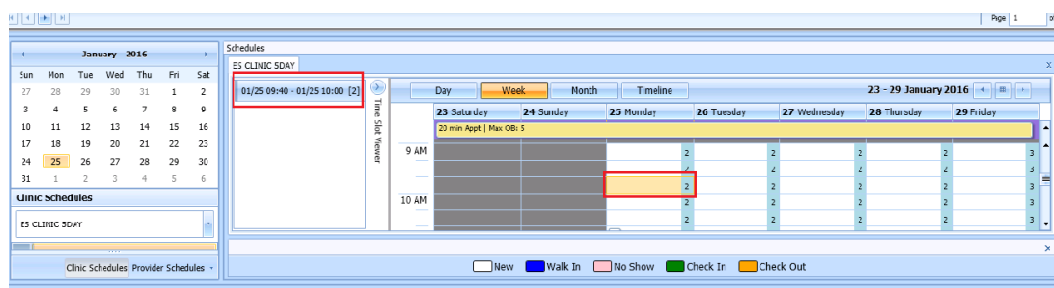 Page 1 of
January 2016
Sun Mon Tue Wed Thu Fri Sat
27 28 29 30 31 1 2
3 4 5 6 7 8 9
10 11 12 13 14 15 16
17 18 19 20 21 22 23
24 25 26 27 28 29 30
31 1 2 3 4 5 6
Clinic Schedules
ES CLINIC 5DAY
Clinic Schedules Provider Schedules
Schedules
ES CLINIC 5DAY
x
01/25 09:40 - 01/25 10:00 [2]
Time Slot Viewer
Day Week Month Timeline 23 - 29 January 2016
23 Saturday 24 Sunday 25 Monday 26 Tuesday 27 Wednesday 28 Thursday 29 Friday
20 min Appt | Max OBs 5
9 AM 2 2 2 2 3
2 2 2 2 3
2 2 2 2 3
10 AM 2 2 2 2 3
2 2 2 2 3
x
New Walk In No Show Check In Check Out